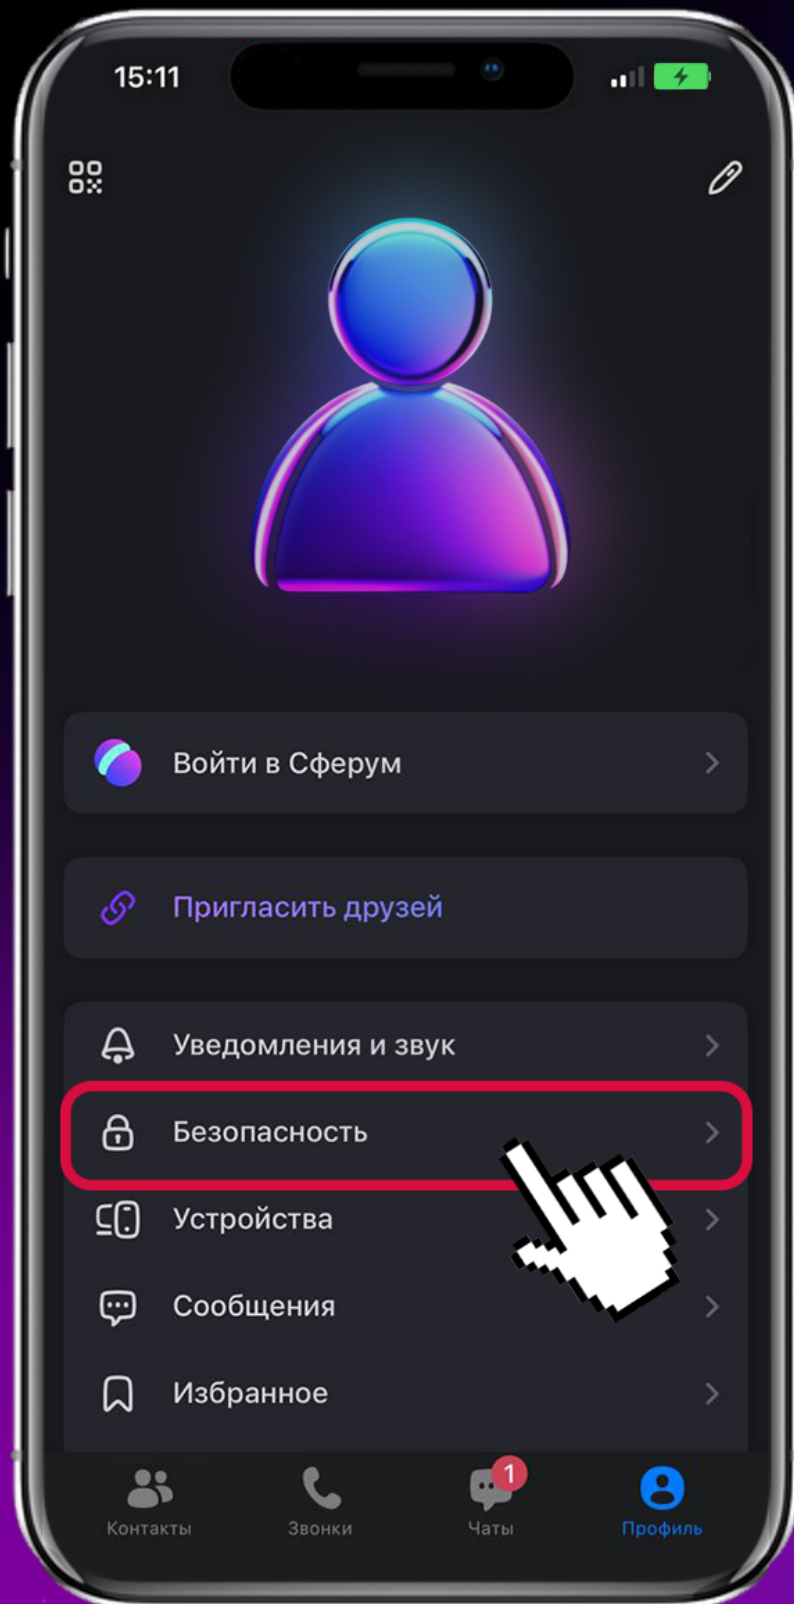 15:11
Войти в Сферум
Пригласить друзей
Уведомления и звук
Безопасность
Устройства
Сообщения
Избранное
1
Контакты
Звонки
Чаты
Профиль